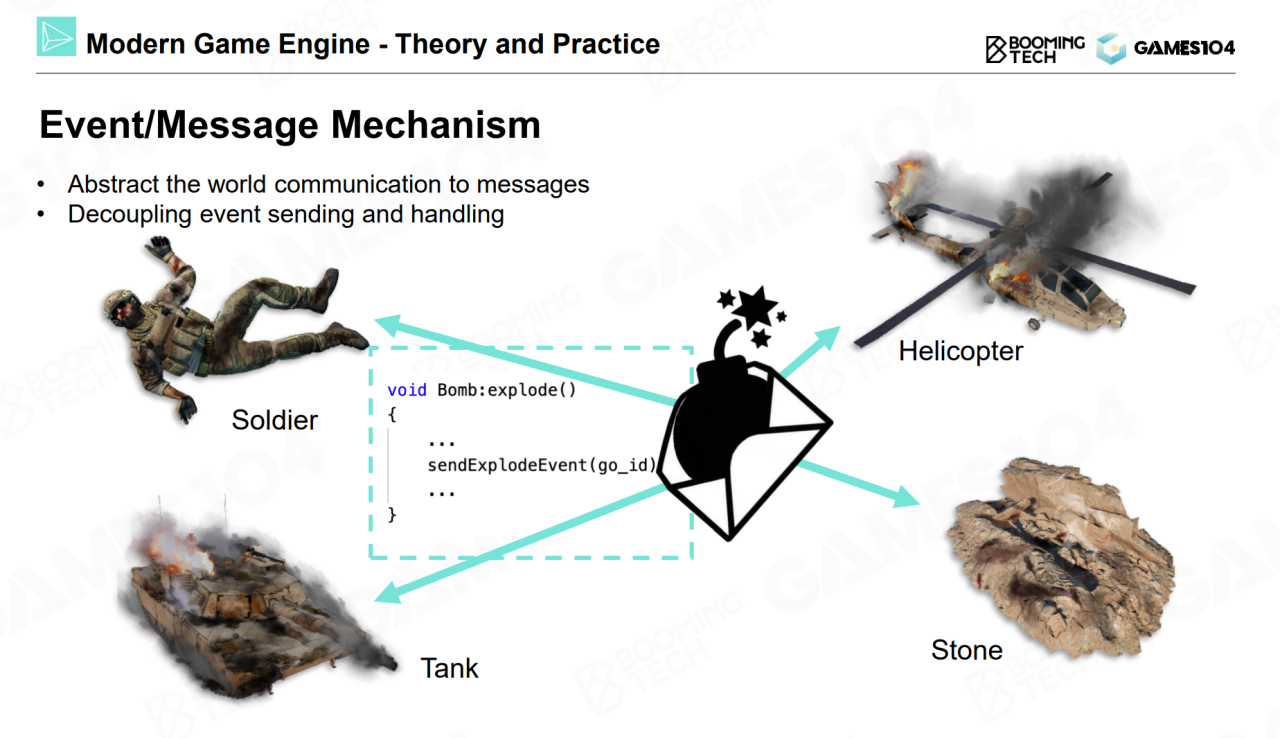 Modern Game Engine - Theory and Practice
BOOMING
TECH
GAMES104
Event/Message Mechanism
• Abstract the world communication to messages
• Decoupling event sending and handling
Helicopter
Soldier
void Bomb:explode()
{
...
sendExplodeEvent(go_id)
...
}
Stone
Tank